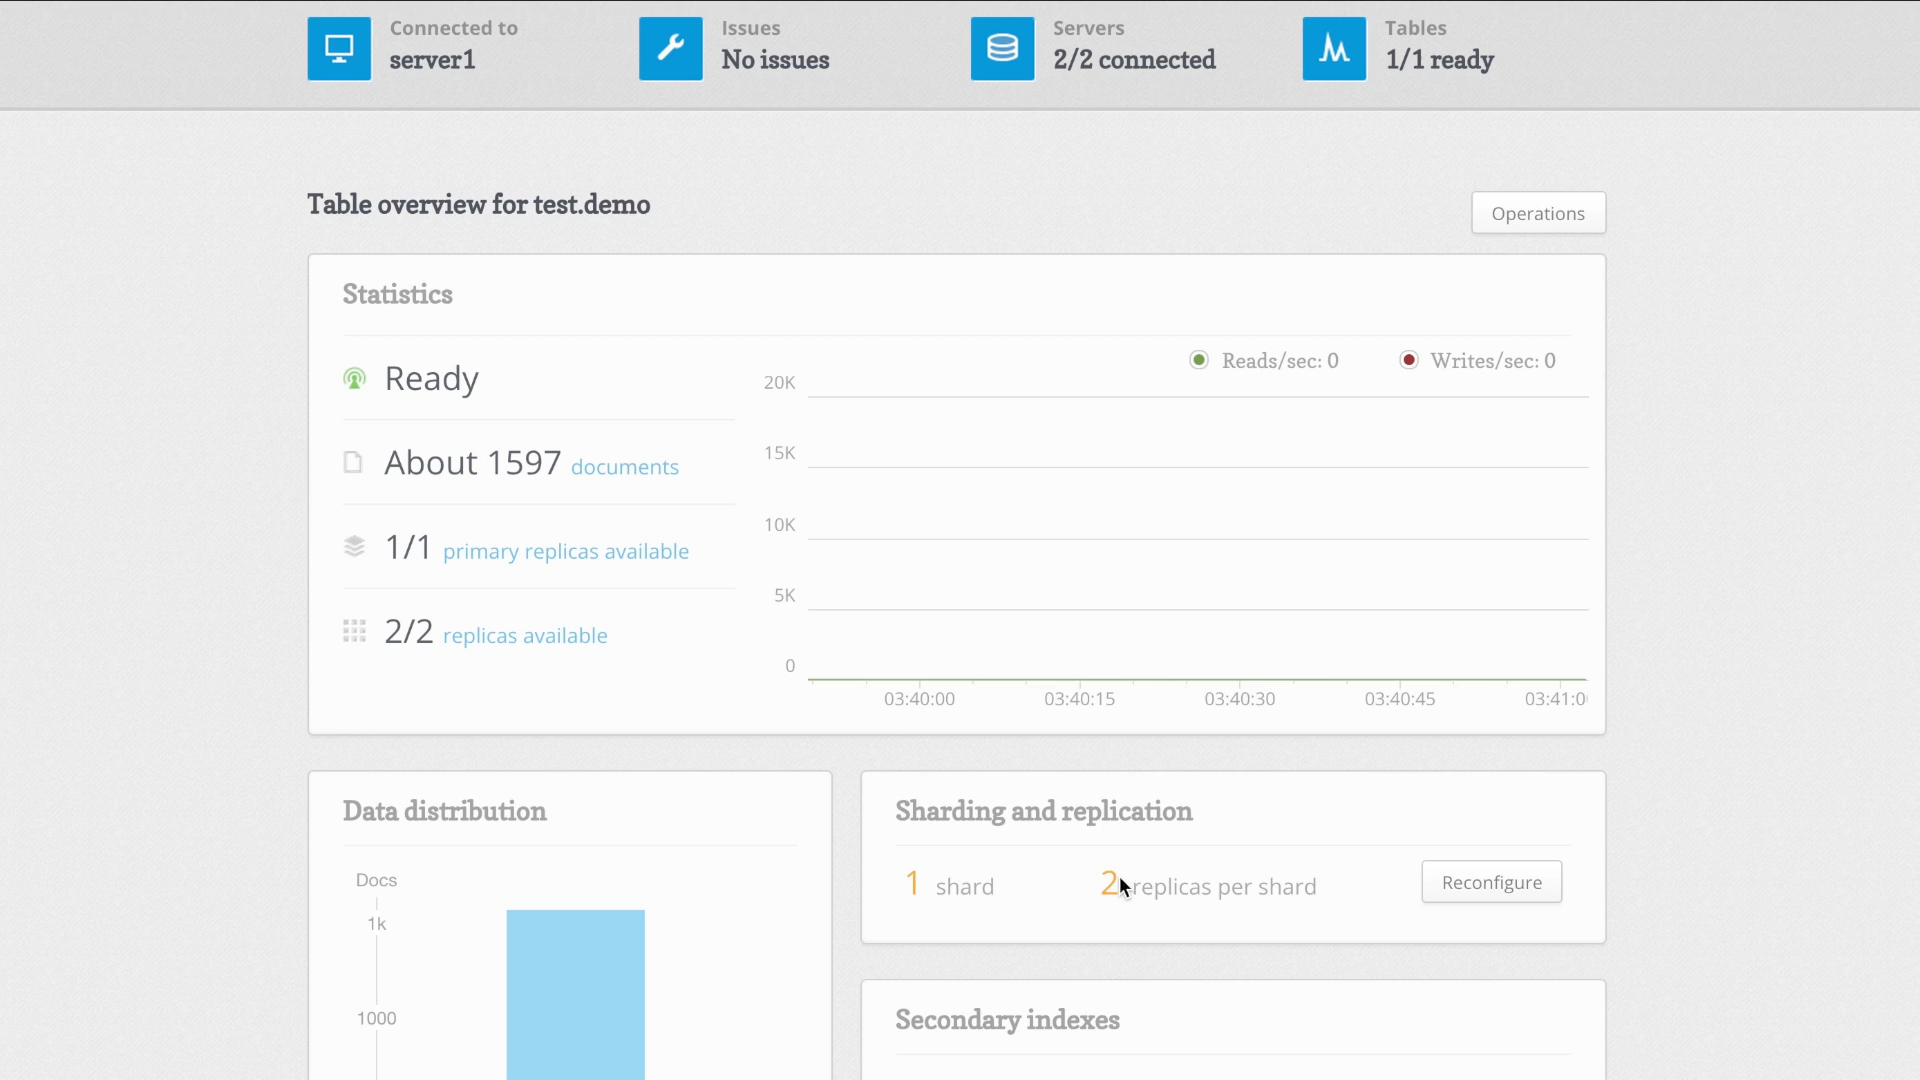 Connected to
server1
Issues
No issues
Servers
2/2 connected
Tables
1/1 ready
Table overview for test.demo
Operations
Statistics
Ready
About 1597 documents
1/1 primary replicas available
2/2 replicas available
Reads/sec: 0
Writes/sec: 0
20K
15K
10K
5K
0
03:40:00
03:40:15
03:40:30
03:40:45
03:41:0
Data distribution
Docs
1k
1000
Sharding and replication
1 shard
2 replicas per shard
Reconfigure
Secondary indexes